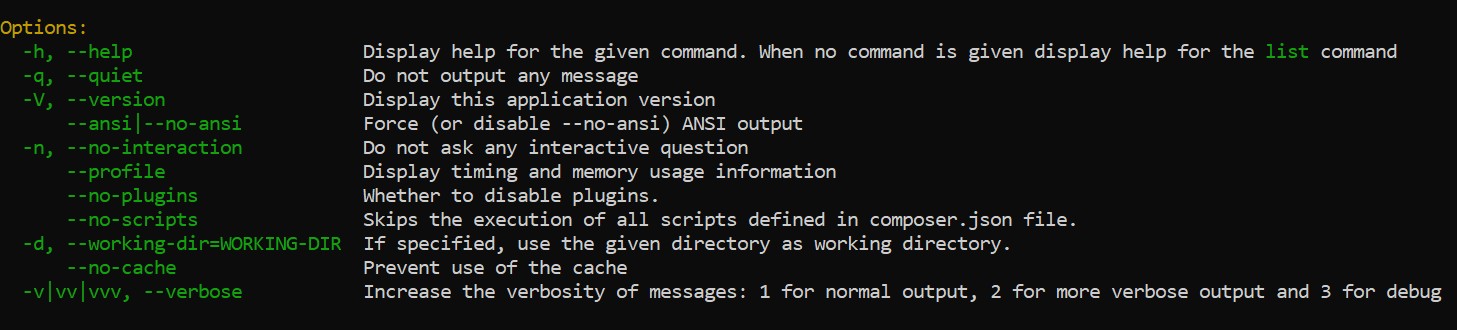 Options:
  -h, --help                     Display help for the given command. When no command is given display help for the list command
  -q, --quiet                    Do not output any message
  -V, --version                  Display this application version
      --ansi|--no-ansi           Force (or disable --no-ansi) ANSI output
  -n, --no-interaction           Do not ask any interactive question
      --profile                  Display timing and memory usage information
      --no-plugins               Whether to disable plugins.
      --no-scripts               Skips the execution of all scripts defined in composer.json file.
  -d, --working-dir=WORKING-DIR  If specified, use the given directory as working directory.
      --no-cache                 Prevent use of the cache
  -v|vv|vvv, --verbose           Increase the verbosity of messages: 1 for normal output, 2 for more verbose output and 3 for debug